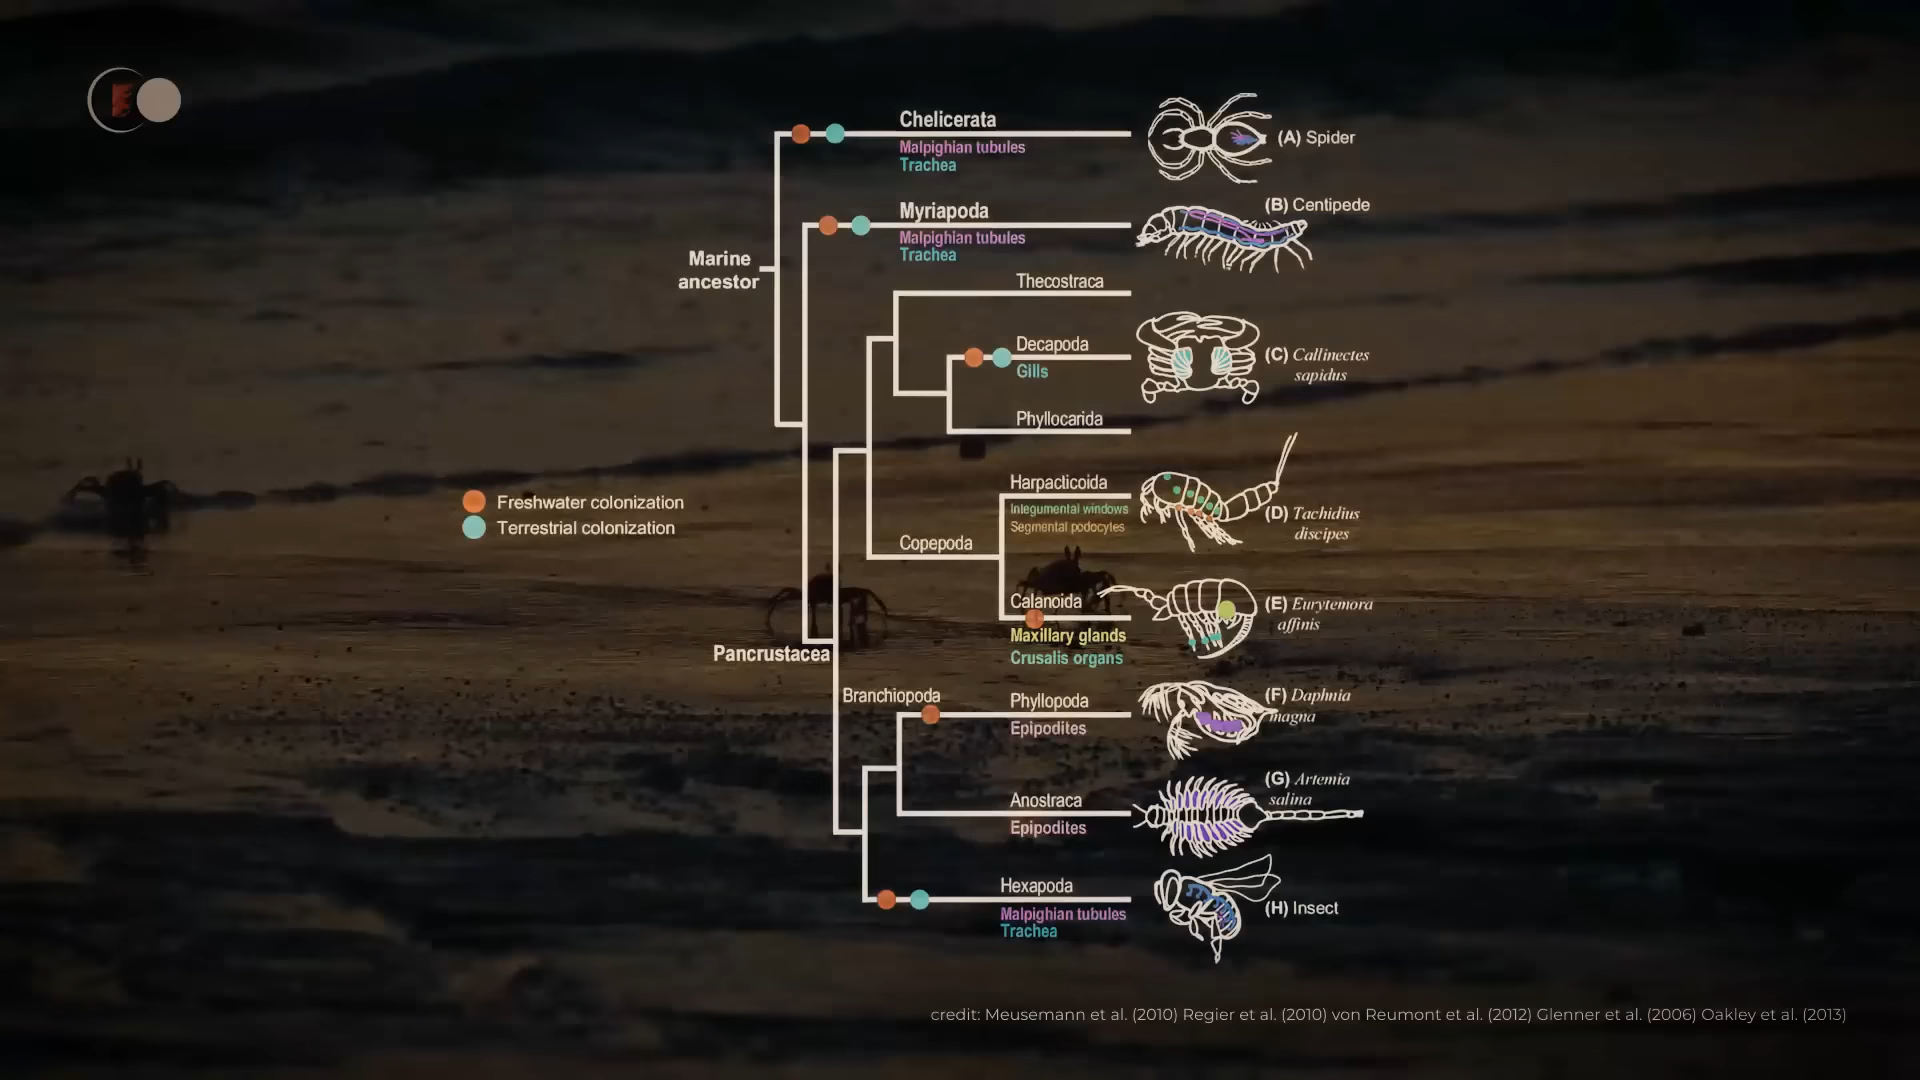 Chelicerata
Malpighian tubules
Trachea
(A) Spider
Myriapoda
Malpighian tubules
Trachea
(B) Centipede
Marine
ancestor
Thecostraca
Decapoda
Gills
(C) Callinectes
sapidus
Phyllocarida
Harpacticoida
Integumental windows
Segmental podocytes
(D) Tachidius
discipes
Freshwater colonization
Terrestrial colonization
Copepoda
Calanoida
Maxillary glands
Crusalis organs
(E) Eurytemora
affinis
Pancrustacea
Branchiopoda
Phyllopoda
Epipodites
(F) Daphnia
magna
Anostraca
Epipodites
(G) Artemia
salina
Hexapoda
Malpighian tubules
Trachea
(H) Insect
credit: Meusemann et al. (2010) Regier et al. (2010) von Reumont et al. (2012) Glenner et al. (2006) Oakley et al. (2013)